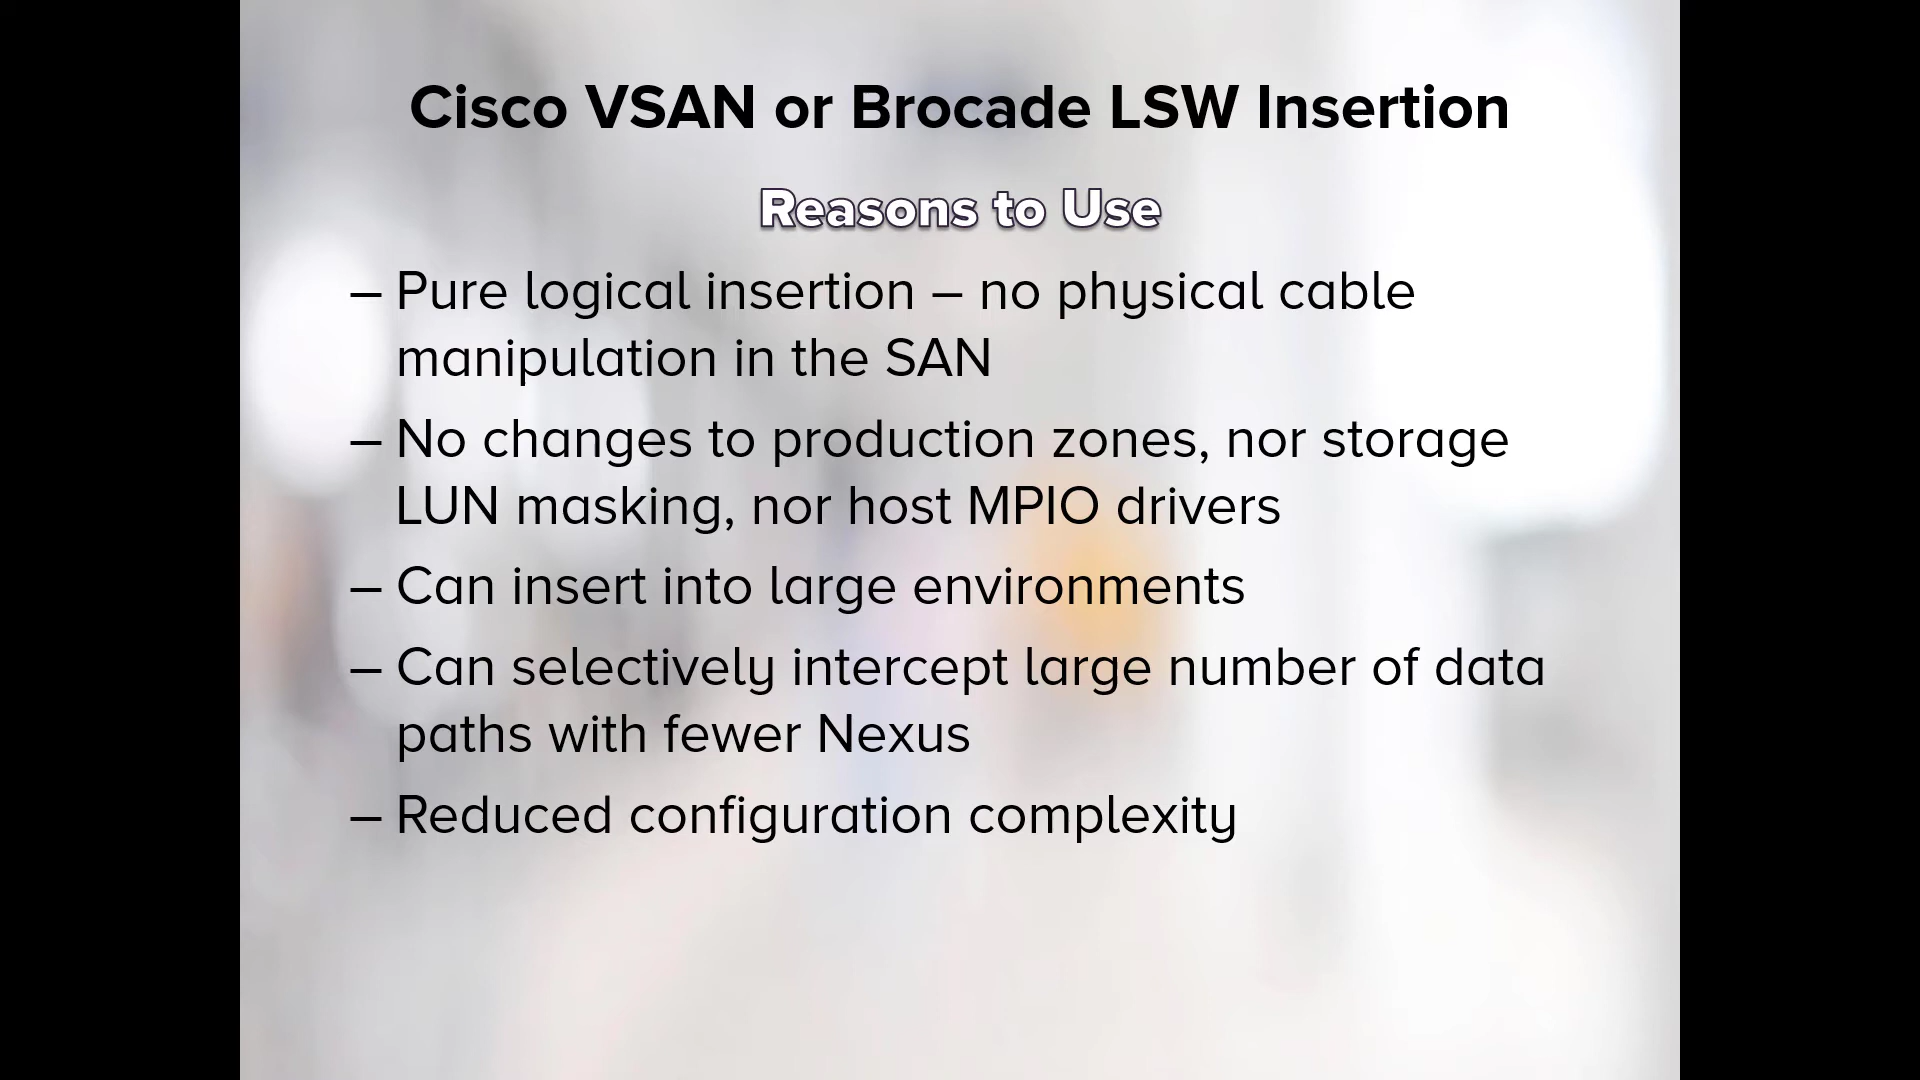 Cisco VSAN or Brocade LSW Insertion
Reasons to Use
– Pure logical insertion – no physical cable
manipulation in the SAN
– No changes to production zones, nor storage
LUN masking, nor host MPIO drivers
– Can insert into large environments
– Can selectively intercept large number of data
paths with fewer Nexus
– Reduced configuration complexity